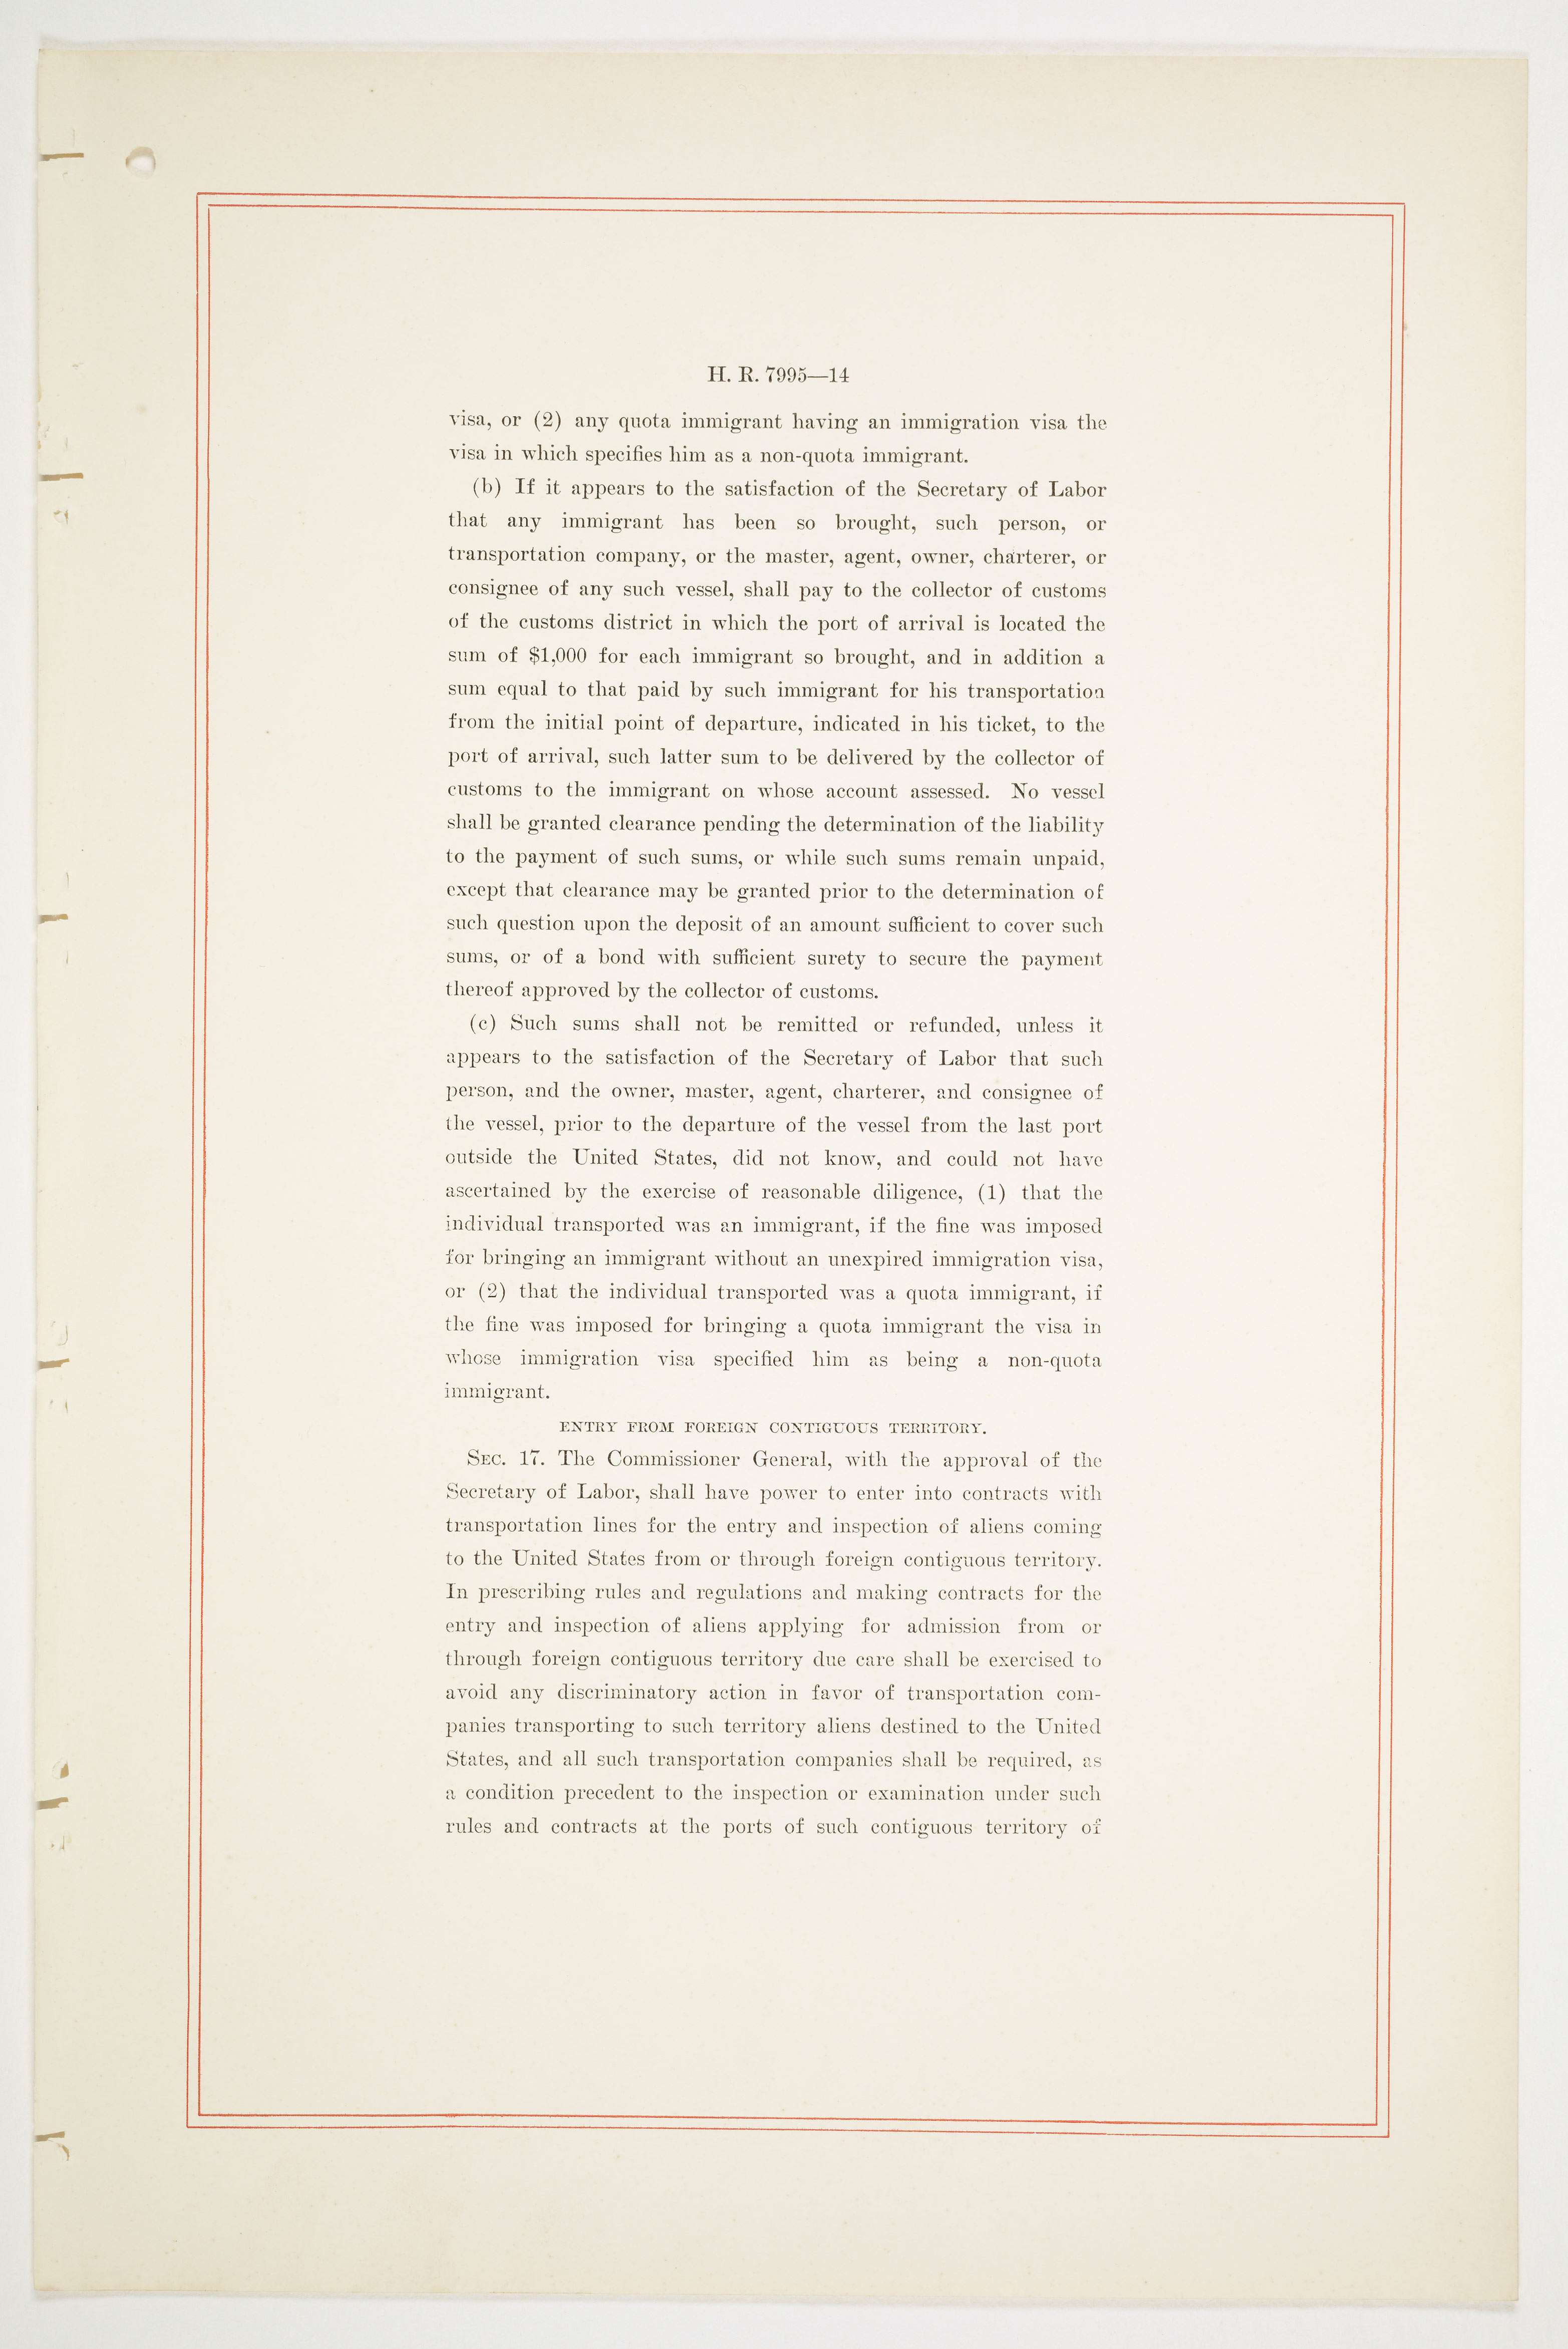 H. R. 7995—14
visa, or (2) any quota immigrant having an immigration visa the
visa in which specifies him as a non-quota immigrant.
(b) If it appears to the satisfaction of the Secretary of Labor
that any immigrant has been so brought, such person, or
transportation company, or the master, agent, owner, charterer, or
consignee of any such vessel, shall pay to the collector of customs
of the customs district in which the port of arrival is located the
sum of $1,000 for each immigrant so brought, and in addition a
sum equal to that paid by such immigrant for his transportation
from the initial point of departure, indicated in his ticket, to the
port of arrival, such latter sum to be delivered by the collector of
customs to the immigrant on whose account assessed. No vessel
shall be granted clearance pending the determination of the liability
to the payment of such sums, or while such sums remain unpaid,
except that clearance may be granted prior to the determination of
such question upon the deposit of an amount sufficient to cover such
sums, or of a bond with sufficient surety to secure the payment
thereof approved by the collector of customs.
(c) Such sums shall not be remitted or refunded, unless it
appears to the satisfaction of the Secretary of Labor that such
person, and the owner, master, agent, charterer, and consignee of
the vessel, prior to the departure of the vessel from the last port
outside the United States, did not know, and could not have
ascertained by the exercise of reasonable diligence, (1) that the
individual transported was an immigrant, if the fine was imposed
for bringing an immigrant without an unexpired immigration visa,
or (2) that the individual transported was a quota immigrant, if
the fine was imposed for bringing a quota immigrant the visa in
whose immigration visa specified him as being a non-quota
immigrant.
ENTRY FROM FOREIGN CONTIGUOUS TERRITORY.
SEC. 17. The Commissioner General, with the approval of the
Secretary of Labor, shall have power to enter into contracts with
transportation lines for the entry and inspection of aliens coming
to the United States from or through foreign contiguous territory.
In prescribing rules and regulations and making contracts for the
entry and inspection of aliens applying for admission from or
through foreign contiguous territory due care shall be exercised to
avoid any discriminatory action in favor of transportation com-
panies transporting to such territory aliens destined to the United
States, and all such transportation companies shall be required, as
a condition precedent to the inspection or examination under such
rules and contracts at the ports of such contiguous territory of